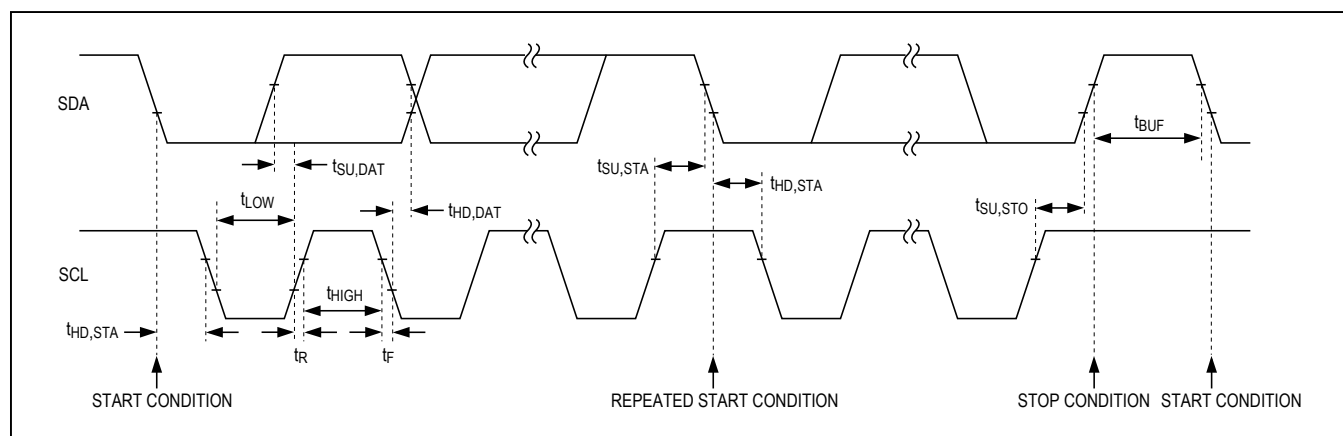 SDA
tSU,DAT
tLOW
tHD,DAT
tSU,STA
tHD,STA
tBUF
tSU,STO
SCL
tHIGH
tHD,STA
tR
tF
START CONDITION
REPEATED START CONDITION
STOP CONDITION
START CONDITION